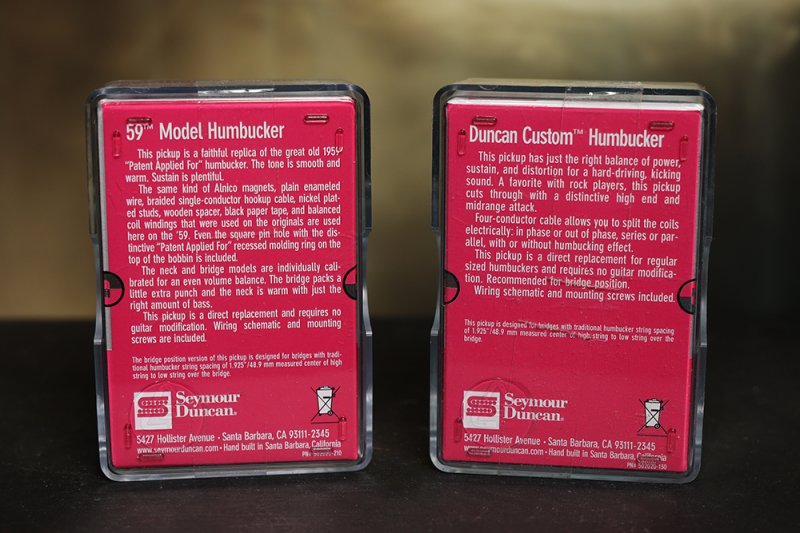 59™ Model Humbucker
This pickup is a faithful replica of the great old 1959
“Patent Applied For” humbucker. The tone is smooth and
warm. Sustain is plentiful.
The same kind of Alnico magnets, plain enameled
wire, braided single-conductor hookup cable, nickel plat-
ed studs, wooden spacer, black paper tape, and balanced
coil windings that were used on the originals are used
here on the '59. Even the square pin hole with the dis-
tinctive “Patent Applied For” recessed molding ring on the
top of the bobbin is included.
The neck and bridge models are individually cali-
brated for an even volume balance. The bridge packs a
little extra punch and the neck is warm with just the
right amount of bass.
This pickup is a direct replacement and requires no
guitar modification. Wiring schematic and mounting
screws are included.
The bridge position version of this pickup is designed for bridges with tradi-
tional humbucker string spacing of 1.925"/48.9 mm measured center of high
string to low string over the bridge.
Seymour
Duncan.
5427 Hollister Avenue • Santa Barbara, CA 93111-2345
www.seymourduncan.com • Hand built in Santa Barbara, California
PN# 502020-210
Duncan Custom™ Humbucker
This pickup has just the right balance of power,
sustain, and distortion for a hard-driving, kicking
sound. A favorite with rock players, this pickup
cuts through with a distinctive high end and
midrange attack.
Four-conductor cable allows you to split the coils
electrically: in phase or out of phase, series or par-
allel, with or without humbucking effect.
This pickup is a direct replacement for regular
sized humbuckers and requires no guitar modifica-
tion. Recommended for bridge position.
Wiring schematic and mounting screws included.
This pickup is designed for bridges with traditional humbucker string spacing
of 1.925"/48.9 mm measured center of high string to low string over the
bridge.
Seymour
Duncan.
5427 Hollister Avenue • Santa Barbara, CA 93111-2345
www.seymourduncan.com • Hand built in Santa Barbara, California
PN# 502020-130